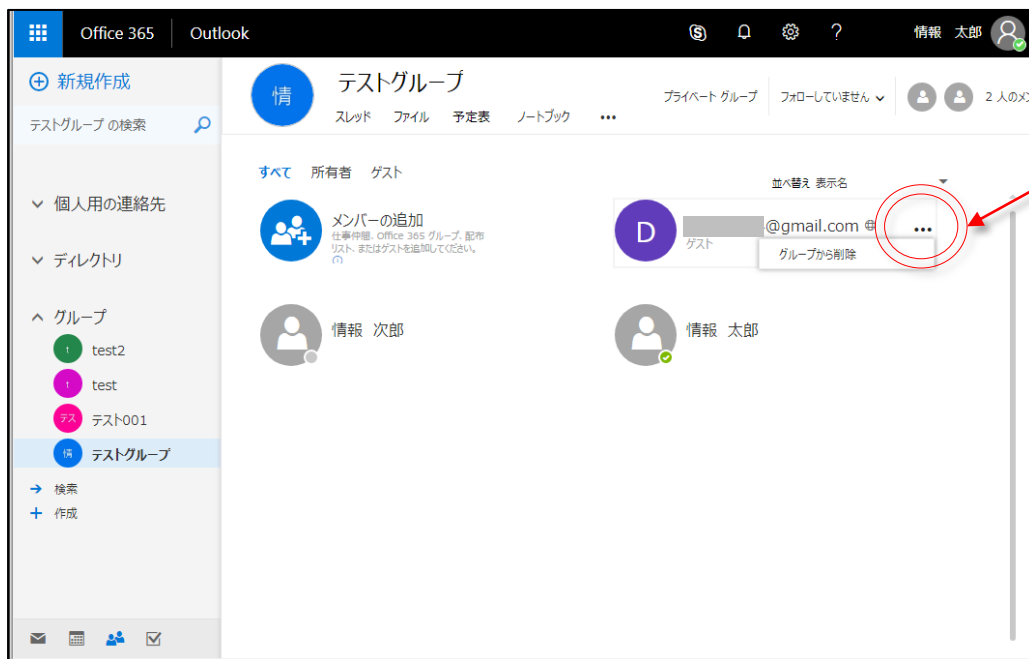 Office 365 Outlook 情報 太郎
新規作成
テストグループ の検索
個人用の連絡先
ディレクトリ
グループ
t test2
t test
テス テスト001
情 テストグループ
検索
作成
情 テストグループ
スレッド ファイル 予定表 ノートブック •••
プライベート グループ フォローしていません 2 人のメン
すべて 所有者 ゲスト
並べ替え 表示名
メンバーの追加
仕事仲間、Office 365 グループ、配布
リスト、またはゲストを追加してください。
D @gmail.com •••
ゲスト
グループから削除
情報 次郎
情報 太郎